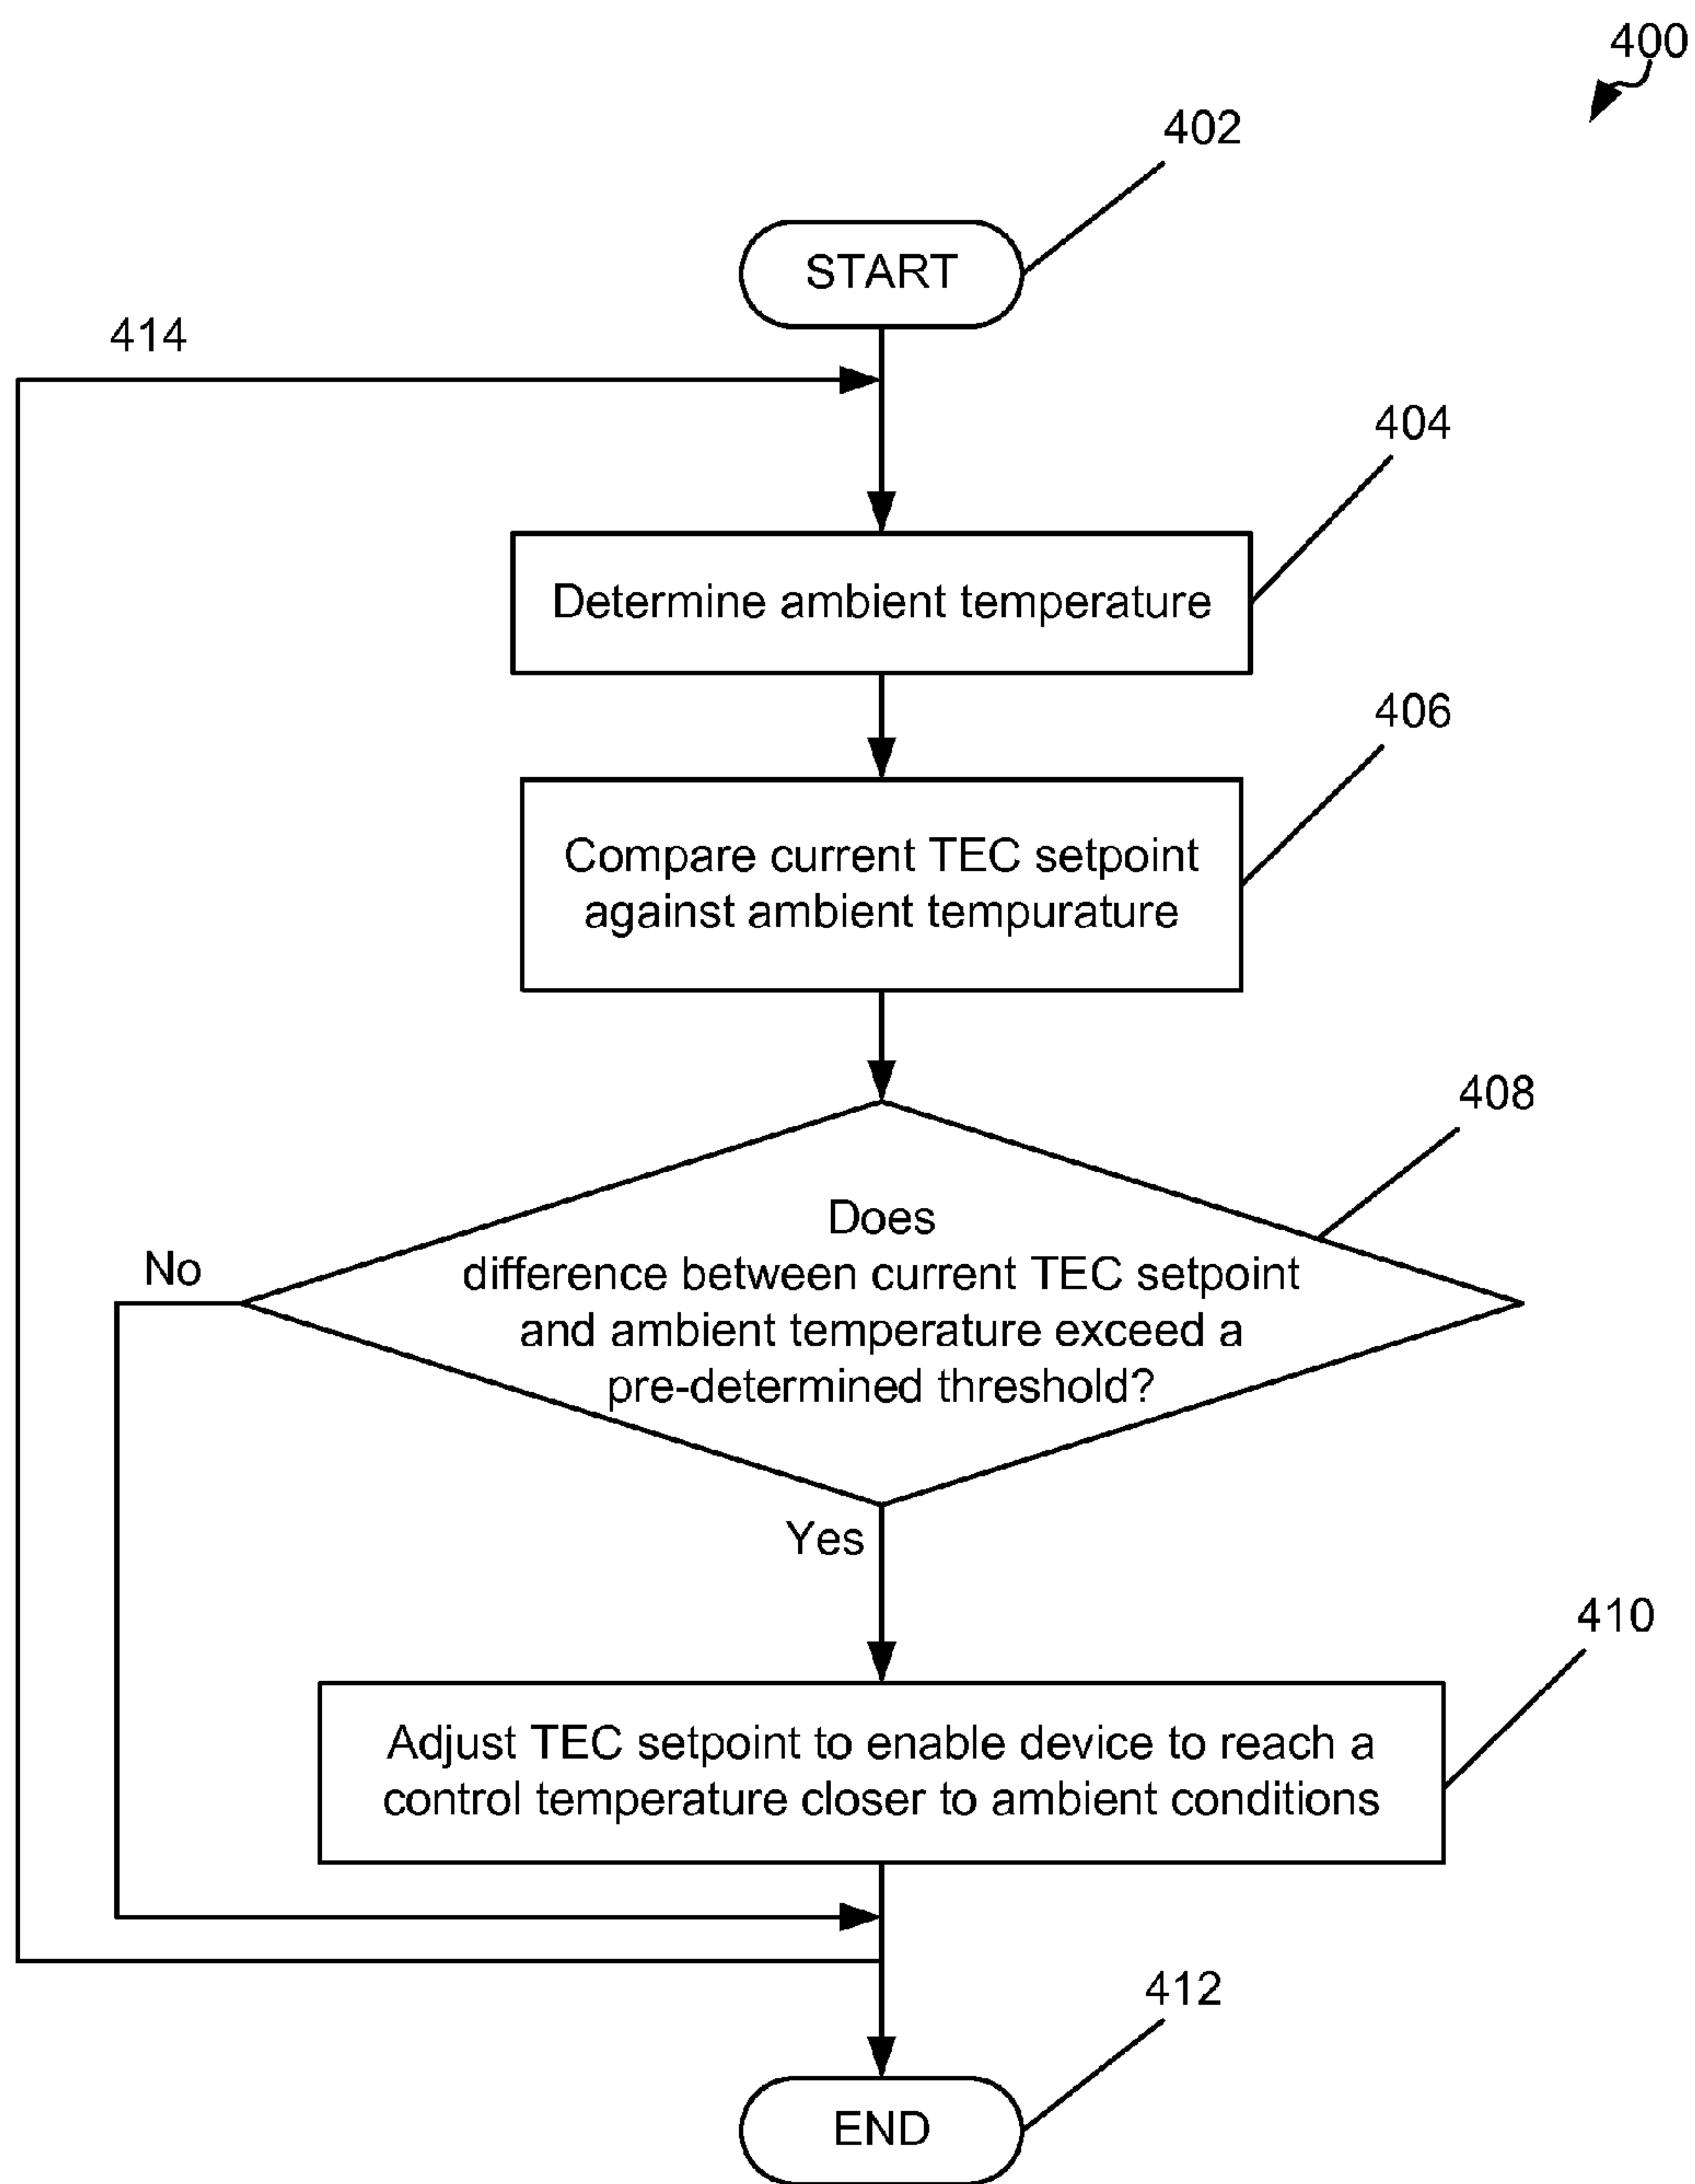 400
402
START
414
404
Determine ambient temperature
406
Compare current TEC setpoint
against ambient tempurature
408
Does
difference between current TEC setpoint
and ambient temperature exceed a
pre-determined threshold?
No
Yes
410
Adjust TEC setpoint to enable device to reach a
control temperature closer to ambient conditions
412
END